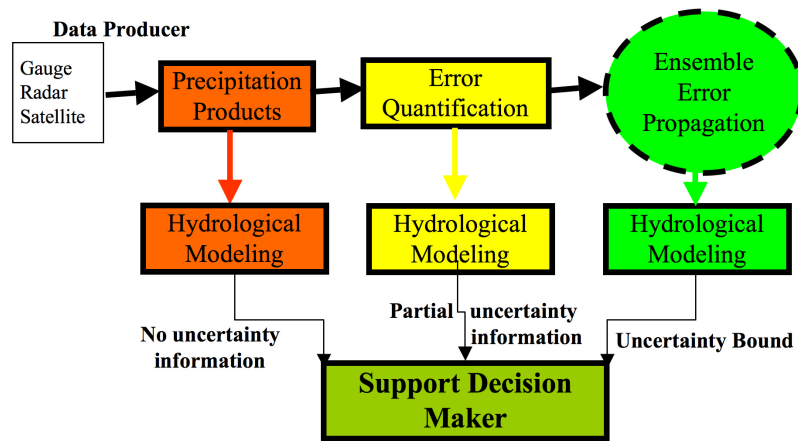 Data Producer
Gauge
Radar
Satellite
Precipitation
Products
Error
Quantification
Ensemble
Error
Propagation
Hydrological
Modeling
Hydrological
Modeling
Hydrological
Modeling
No uncertainty
information
Partial uncertainty
information
Uncertainty Bound
Support Decision
Maker